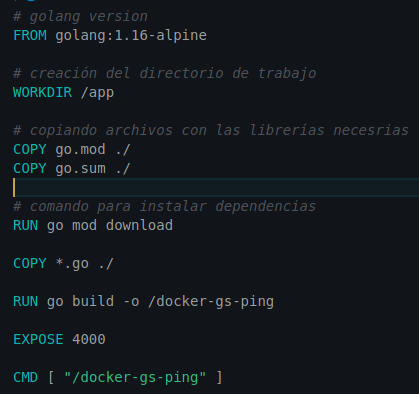 # golang version
FROM golang:1.16-alpine
# creación del directorio de trabajo
WORKDIR /app
# copiando archivos con las librerías necesrias
COPY go.mod ./
COPY go.sum ./
# comando para instalar dependencias
RUN go mod download
COPY *.go ./
RUN go build -o /docker-gs-ping
EXPOSE 4000
CMD [ "/docker-gs-ping" ]